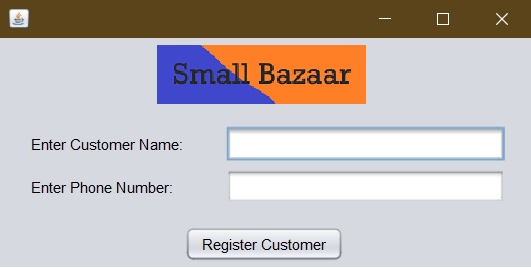 Small Bazaar
Enter Customer Name:
Enter Phone Number:
Register Customer